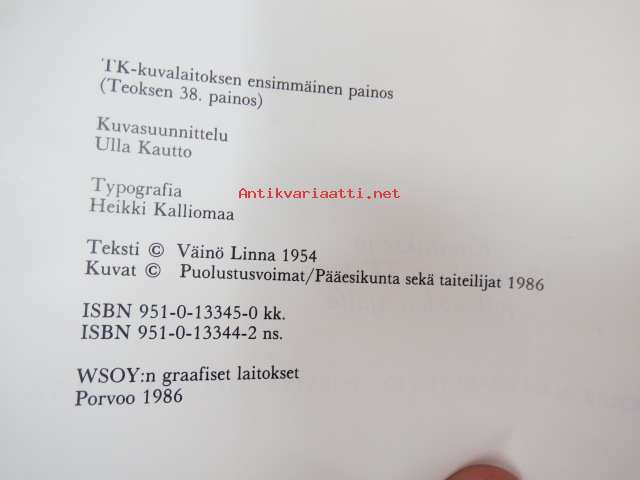 TK-kuvalaitoksen ensimmäinen painos
(Teoksen 38. painos)
Kuvasuunnittelu
Ulla Kautto
Typografia
Antikvariaatti.net
Heikki Kalliomaa
Teksti © Väinö Linna 1954
Kuvat © Puolustusvoimat/Pääesikunta sekä taiteilijat 1986
ISBN 951-0-13345-0 kk.
ISBN 951-0-13344-2 ns.
WSOY:n graafiset laitokset
Porvoo 1986